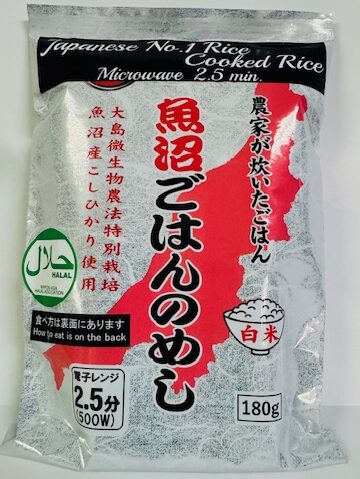 Japanese No.1 Rice
Cooked Rice
Microwave 2.5 min.
農家が炊いたごはん
魚沼ごはんのめし
大島微生物農法特別栽培
魚沼産こしひかり使用
حلال
HALAL
NIPPON ASIA
HALAL ASSOCIATION
食べ方は裏面にあります
How to eat is on the back
電子レンジ
2.5分
(500W)
白米
180g